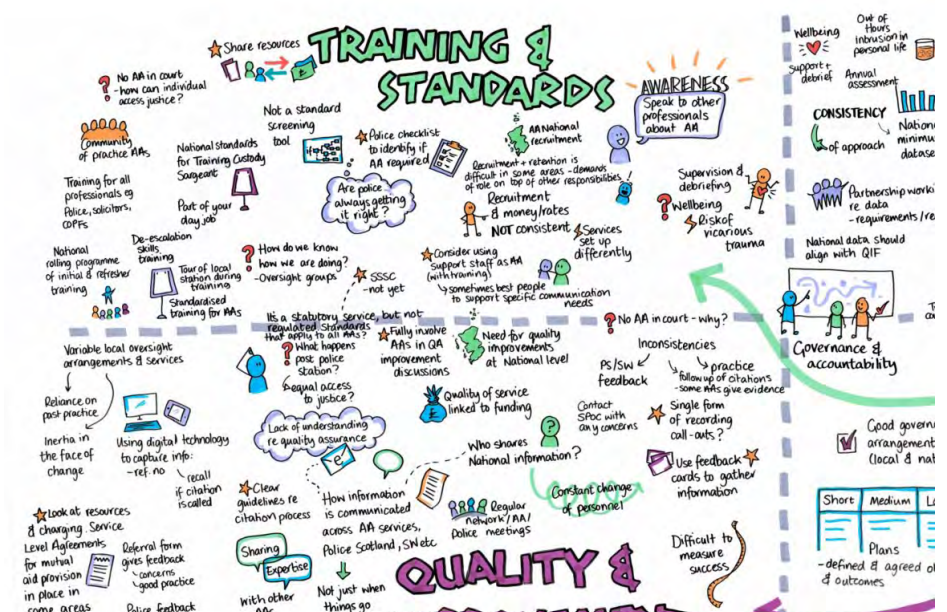 TRAINING &
STANDARDS
Share resources
No AA in court
- how can individual
access justice?
Community
of practice AAs
Training for all
professionals eg
Police, solicitors,
COPFS
National
rolling programme
of initial & refresher
training
National standards
for Training Custody
Sergeant
Part of your
day job
De-escalation
skills
training
Tour of local
station during
training
Standardised
training for AAs
Not a standard
screening
tool
Police checklist
to identify if
AA required
Are police
always getting
it right?
How do we know
how we are doing?
- Oversight groups
SSSC
- not yet
AA National
recruitment
Recruitment + retention is
difficult in some areas - demands
of role on top of other responsibilities!
Recruitment
& money/rates
NOT consistent
Services
set up
differently
Consider using
support staff as AA
(with training)
sometimes best people
to support specific communication
needs
AWARENESS
Speak to other
professionals
about AA
Supervision &
debriefing
Wellbeing
Risk of
vicarious
trauma
Wellbeing
support +
debrief
Out of
Hours
Intrusion in
personal life
Annual
assessment
CONSISTENCY
of approach
Nation
minimu
datase
Partnership worki
re data
- requirements/re
National data should
align with QIF
Governance &
accountability
Good govern
arrangement
(local & nat
Short
Medium
Lo
Plans
- defined & agreed o
& outcomes
Variable local oversight
arrangements & services
Reliance on
past practice
Inertia in
the face of
change
Using digital technology
to capture info:
- ref. no
recall
if citation
is called
It's a statutory service, but not
regulated standards
that apply to all AAs?
What happens
post police
station?
equal access
to justice?
Fully involve
AAs in QA
improvement
discussions
Need for quality
improvements
at National level
Lack of understanding
re quality assurance
Quality of service
linked to funding
Who shares
National information?
Constant change
of personnel
No AA in court - why?
Inconsistencies
PS/SW
feedback
practice
follow up of citations
- some AAs give evidence
Contact
SPoC with
any concerns
Single form
of recording
call-outs?
Use feedback
cards to gather
information
Look at resources
& charging. Service
Level Agreements
for mutual
aid provision
in place in
some areas
Referral form
gives feedback
- concerns
- good practice
Police feedback
Clear
guidelines re
citation process
Sharing
Expertise
with other
How information
is communicated
across AA services,
Police Scotland, SW etc
Not just when
things go
Regular
network/AA/
Police meetings
Difficult to
measure
success
QUALITY &